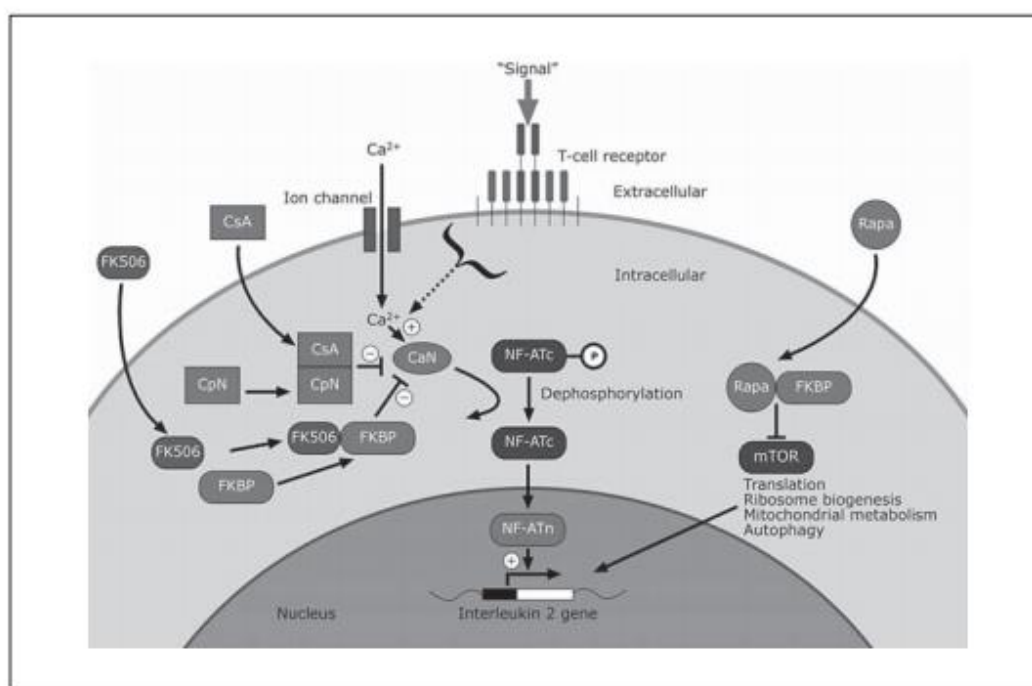 "Signal"
Ca2+
T-cell receptor
Extracellular
Ion channel
CsA
Rapa
FK506
Intracellular
Ca2+
+
CsA
–
CaN
NF-ATc
P
CpN
CpN
Rapa
FKBP
–
Dephosphorylation
FK506
FKBP
NF-ATc
FK506
mTOR
FKBP
Translation
Ribosome biogenesis
Mitochondrial metabolism
Autophagy
NF-ATn
+
Nucleus
Interleukin 2 gene